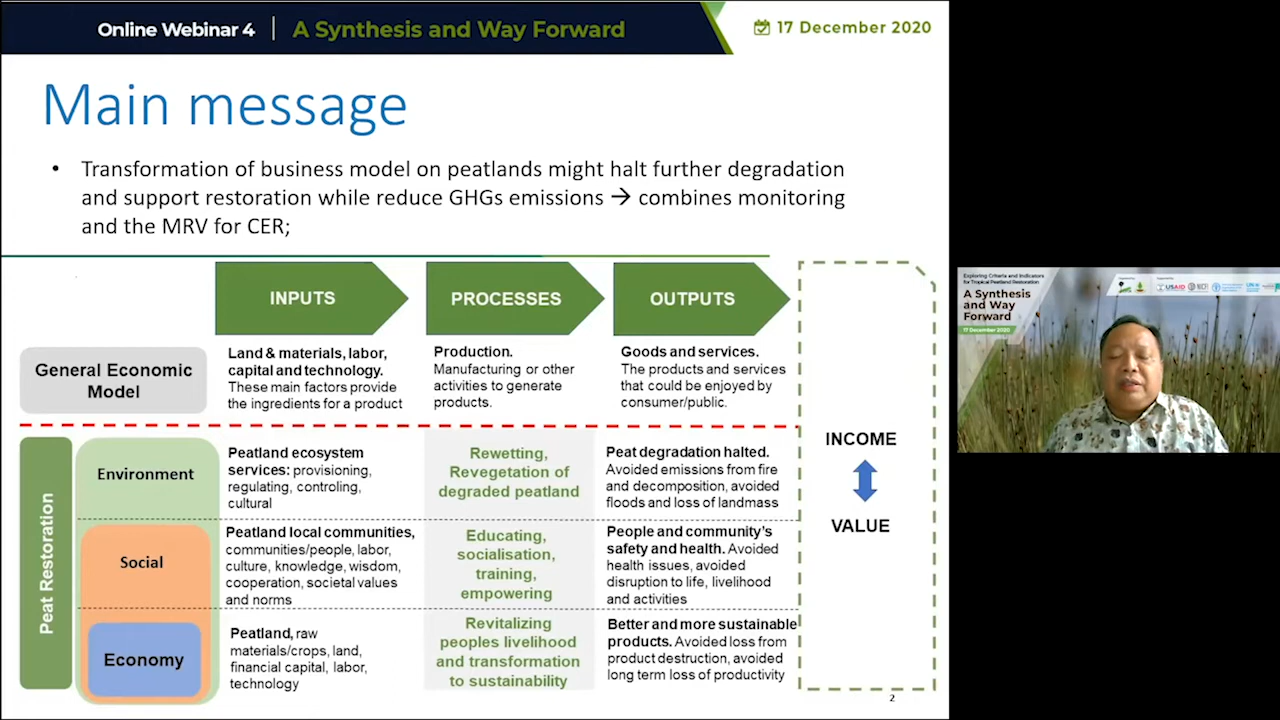 Online Webinar 4 | A Synthesis and Way Forward
17 December 2020
Main message
• Transformation of business model on peatlands might halt further degradation
and support restoration while reduce GHGs emissions → combines monitoring
and the MRV for CER;
INPUTS
PROCESSES
OUTPUTS
General Economic
Model
Land & materials, labor,
capital and technology.
These main factors provide
the ingredients for a product
Production.
Manufacturing or other
activities to generate
products.
Goods and services.
The products and services
that could be enjoyed by
consumer/public.
Peat Restoration
Environment
Peatland ecosystem
services: provisioning,
regulating, controling,
cultural
Rewetting,
Revegetation of
degraded peatland
Peat degradation halted.
Avoided emissions from fire
and decomposition, avoided
floods and loss of landmass
Social
Peatland local communities,
communities/people, labor,
culture, knowledge, wisdom,
cooperation, societal values
and norms
Educating,
socialisation,
training,
empowering
People and community's
safety and health. Avoided
health issues, avoided
disruption to life, livelihood
and activities
Economy
Peatland, raw
materials/crops, land,
financial capital, labor,
technology
Revitalizing
peoples livelihood
and transformation
to sustainability
Better and more sustainable
products. Avoided loss from
product destruction, avoided
long term loss of productivity
INCOME
VALUE
2
Exploring Criteria and Indicators
for Tropical Peatland Restoration
A Synthesis
and Way
Forward
17 December 2020
USAID